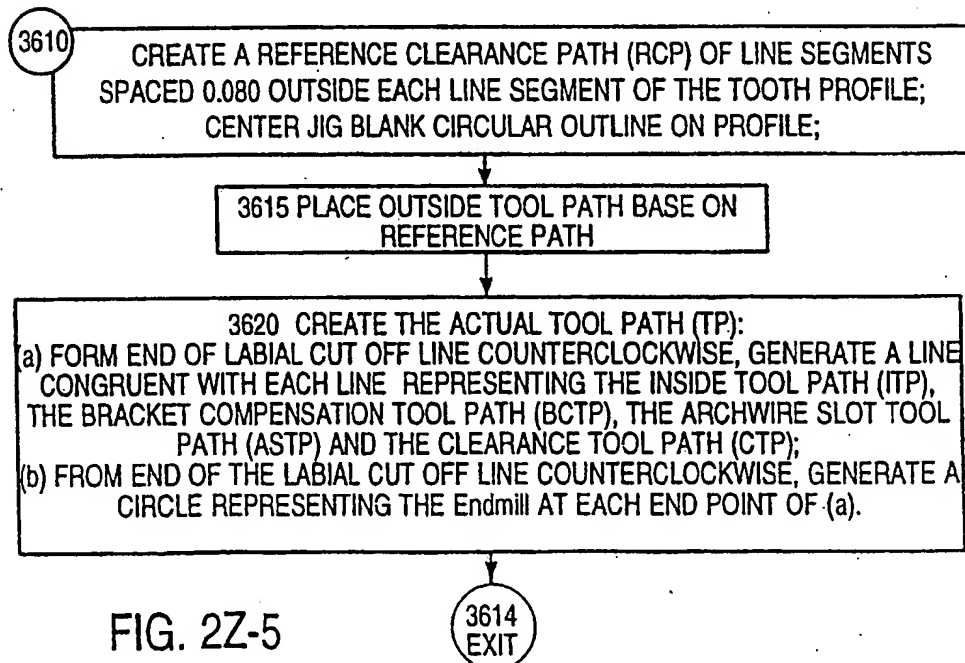 3610
CREATE A REFERENCE CLEARANCE PATH (RCP) OF LINE SEGMENTS
SPACED 0.080 OUTSIDE EACH LINE SEGMENT OF THE TOOTH PROFILE;
CENTER JIG BLANK CIRCULAR OUTLINE ON PROFILE;
3615 PLACE OUTSIDE TOOL PATH BASE ON
REFERENCE PATH
3620 CREATE THE ACTUAL TOOL PATH (TP):
(a) FORM END OF LABIAL CUT OFF LINE COUNTERCLOCKWISE, GENERATE A LINE
CONGRUENT WITH EACH LINE REPRESENTING THE INSIDE TOOL PATH (ITP),
THE BRACKET COMPENSATION TOOL PATH (BCTP), THE ARCHWIRE SLOT TOOL
PATH (ASTP) AND THE CLEARANCE TOOL PATH (CTP);
(b) FROM END OF THE LABIAL CUT OFF LINE COUNTERCLOCKWISE, GENERATE A
CIRCLE REPRESENTING THE Endmill AT EACH END POINT OF (a).
3614
EXIT
FIG. 2Z-5